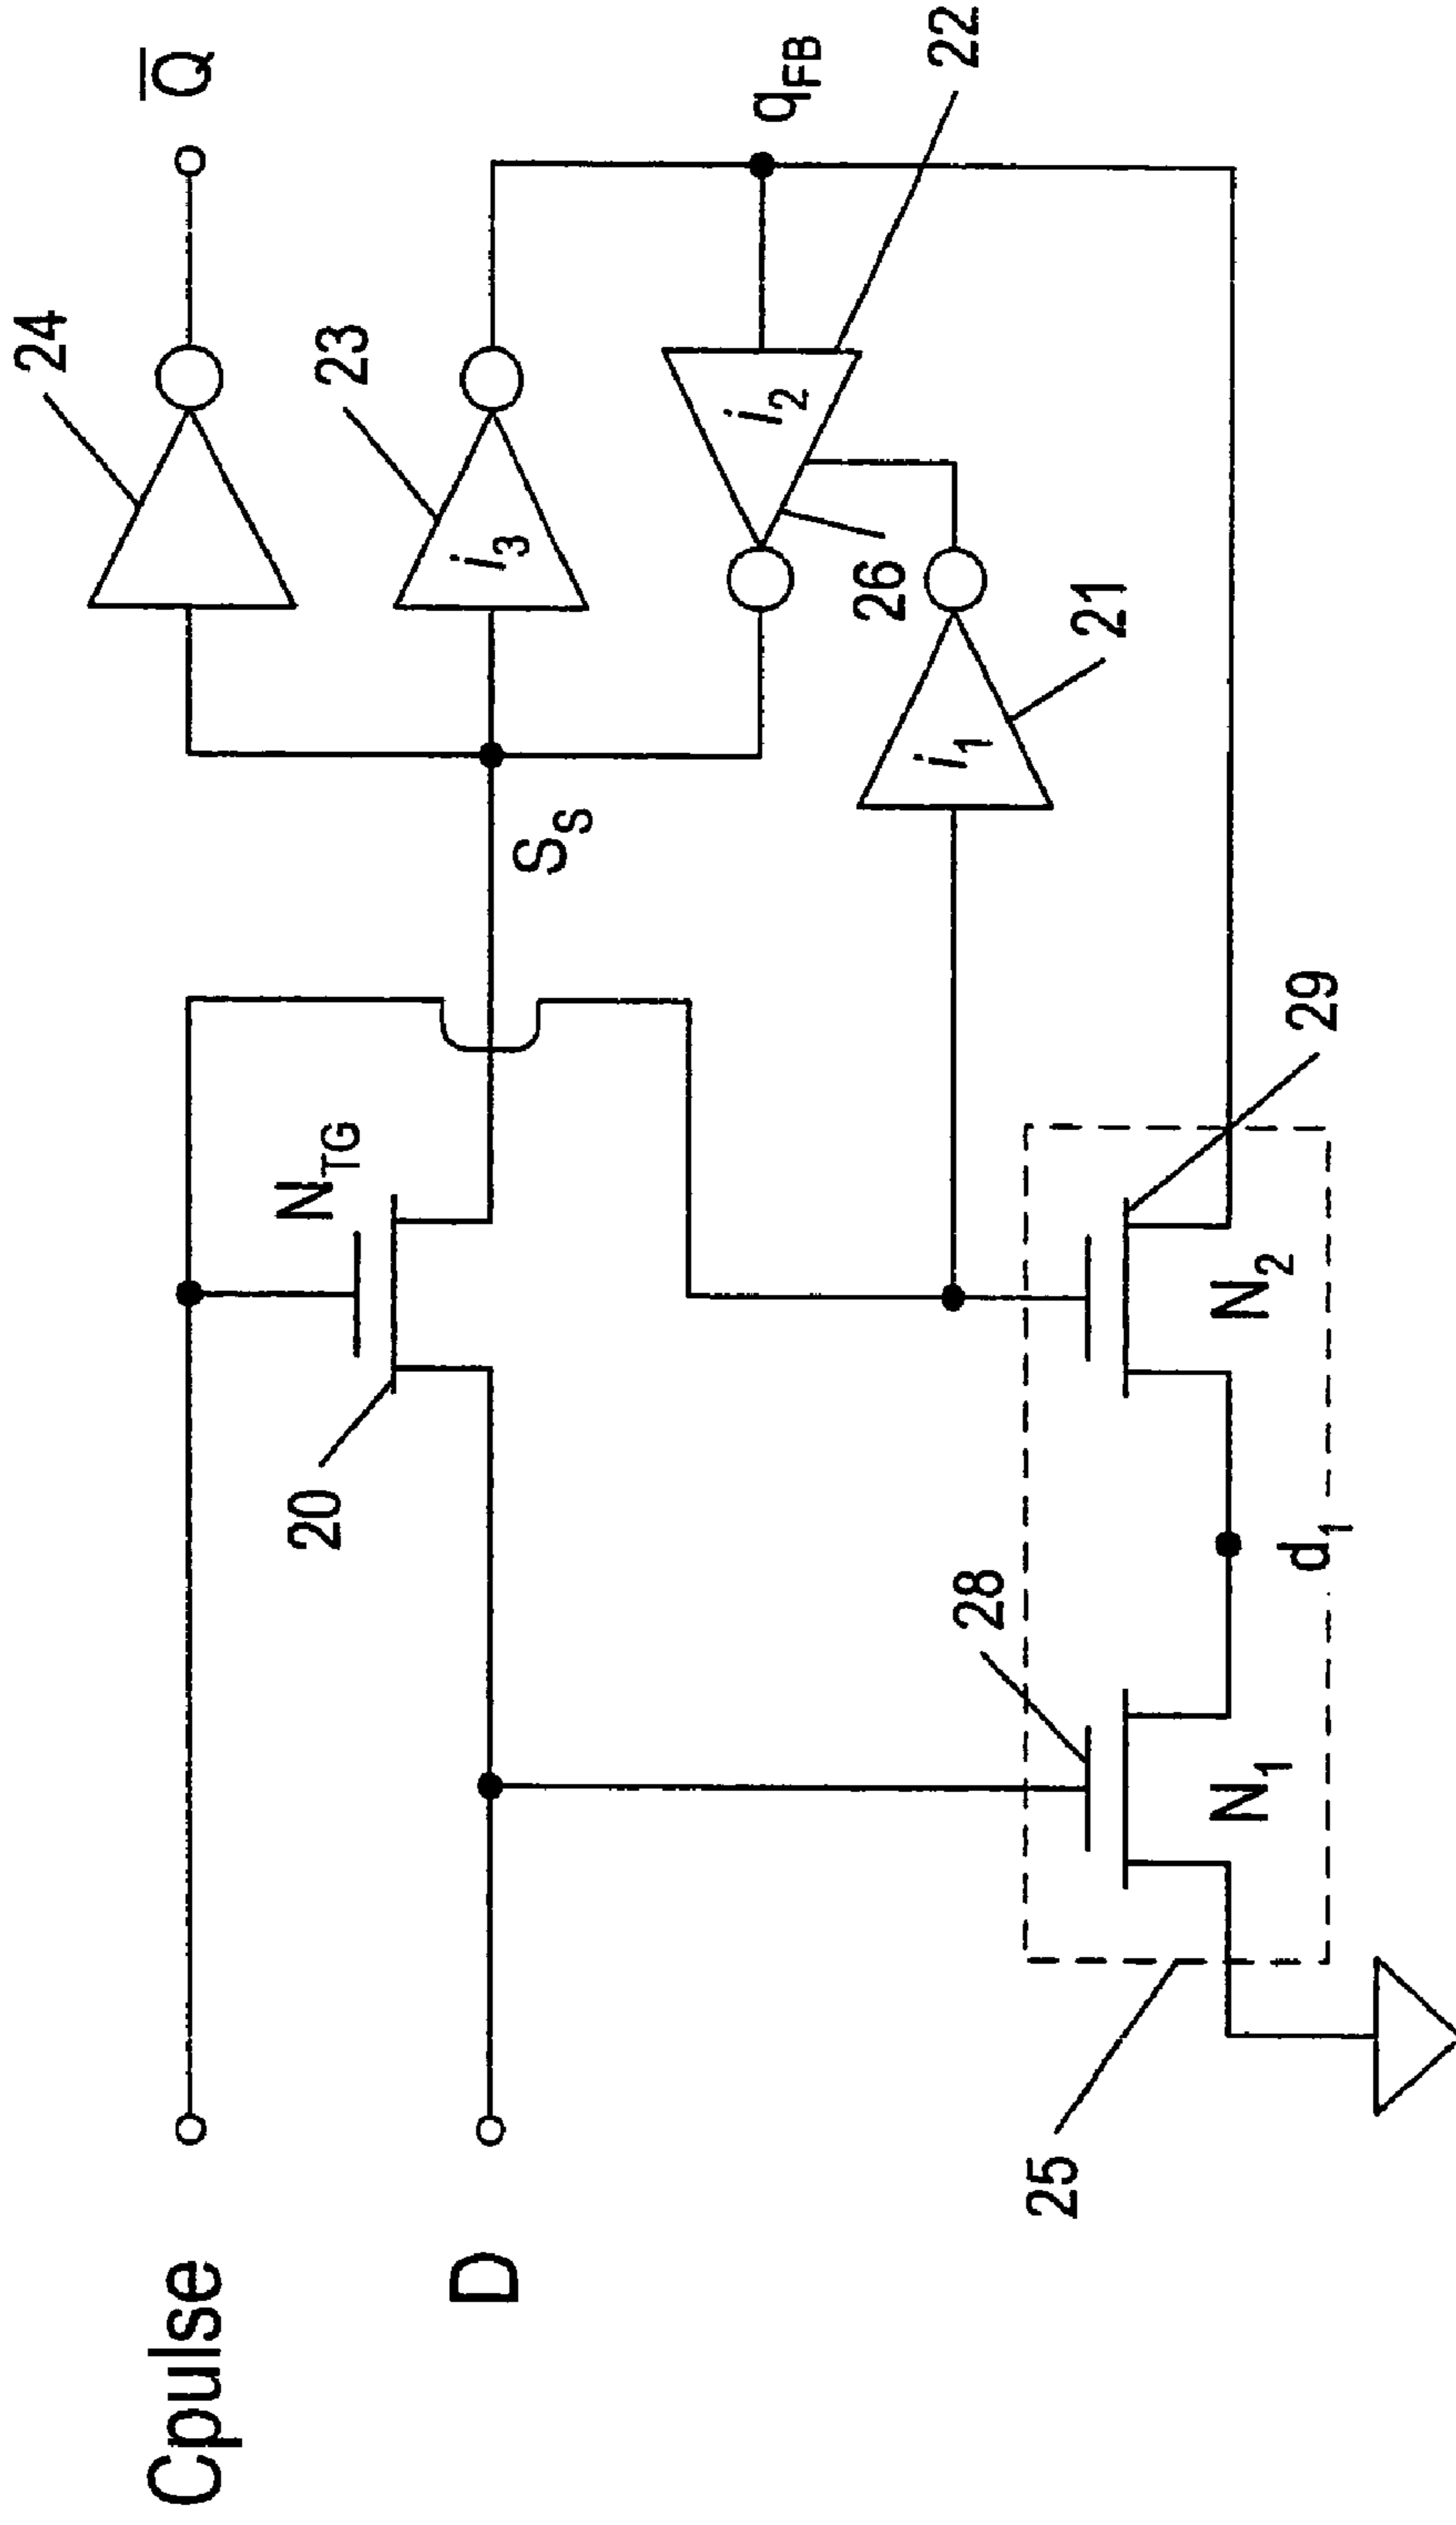 Cpulse
D
20
N_TG
S_S
24
Q̅
23
i_3
i_2
q_FB
22
26
i_1
21
25
28
N_1
d_1
N_2
29